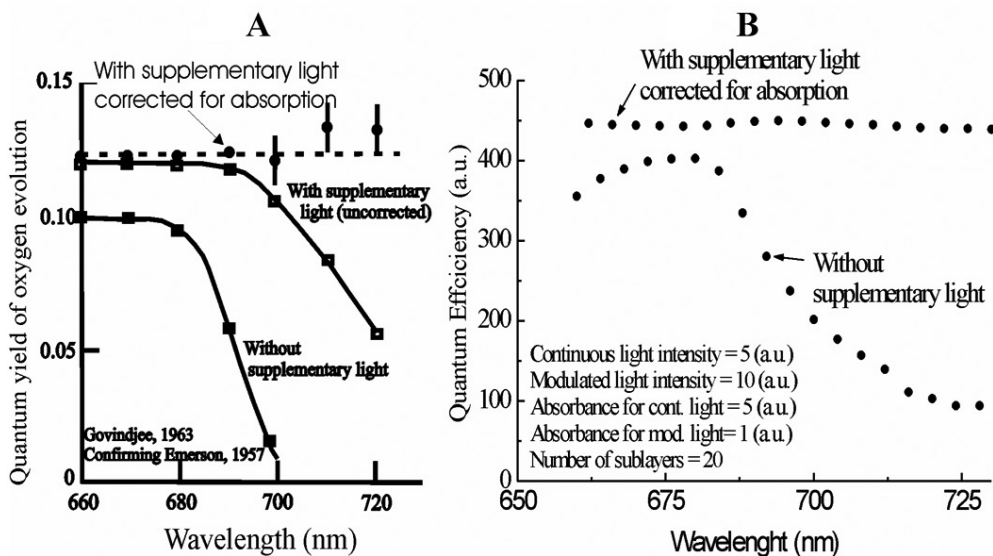 A
With supplementary light
corrected for absorption
0.15
0.10
0.05
0
Quantum yield of oxygen evolution
With supplementary
light (uncorrected)
Without
supplementary light
Govindjee, 1963
Confirming Emerson, 1957
660
680
700
720
Wavelength (nm)
B
With supplementary light
corrected for absorption
500
450
400
350
300
250
200
100
0
Quantum Effciciency (a.u.)
Without
supplementary light
Continuous light intensity = 5 (a.u.)
Modulated light intensity = 10 (a.u.)
Absorbance for cont. light = 5 (a.u.)
Absorbance for mod. light= 1 (a.u.)
Number of sublayers = 20
650
675
700
725
Wavelenght (nm)